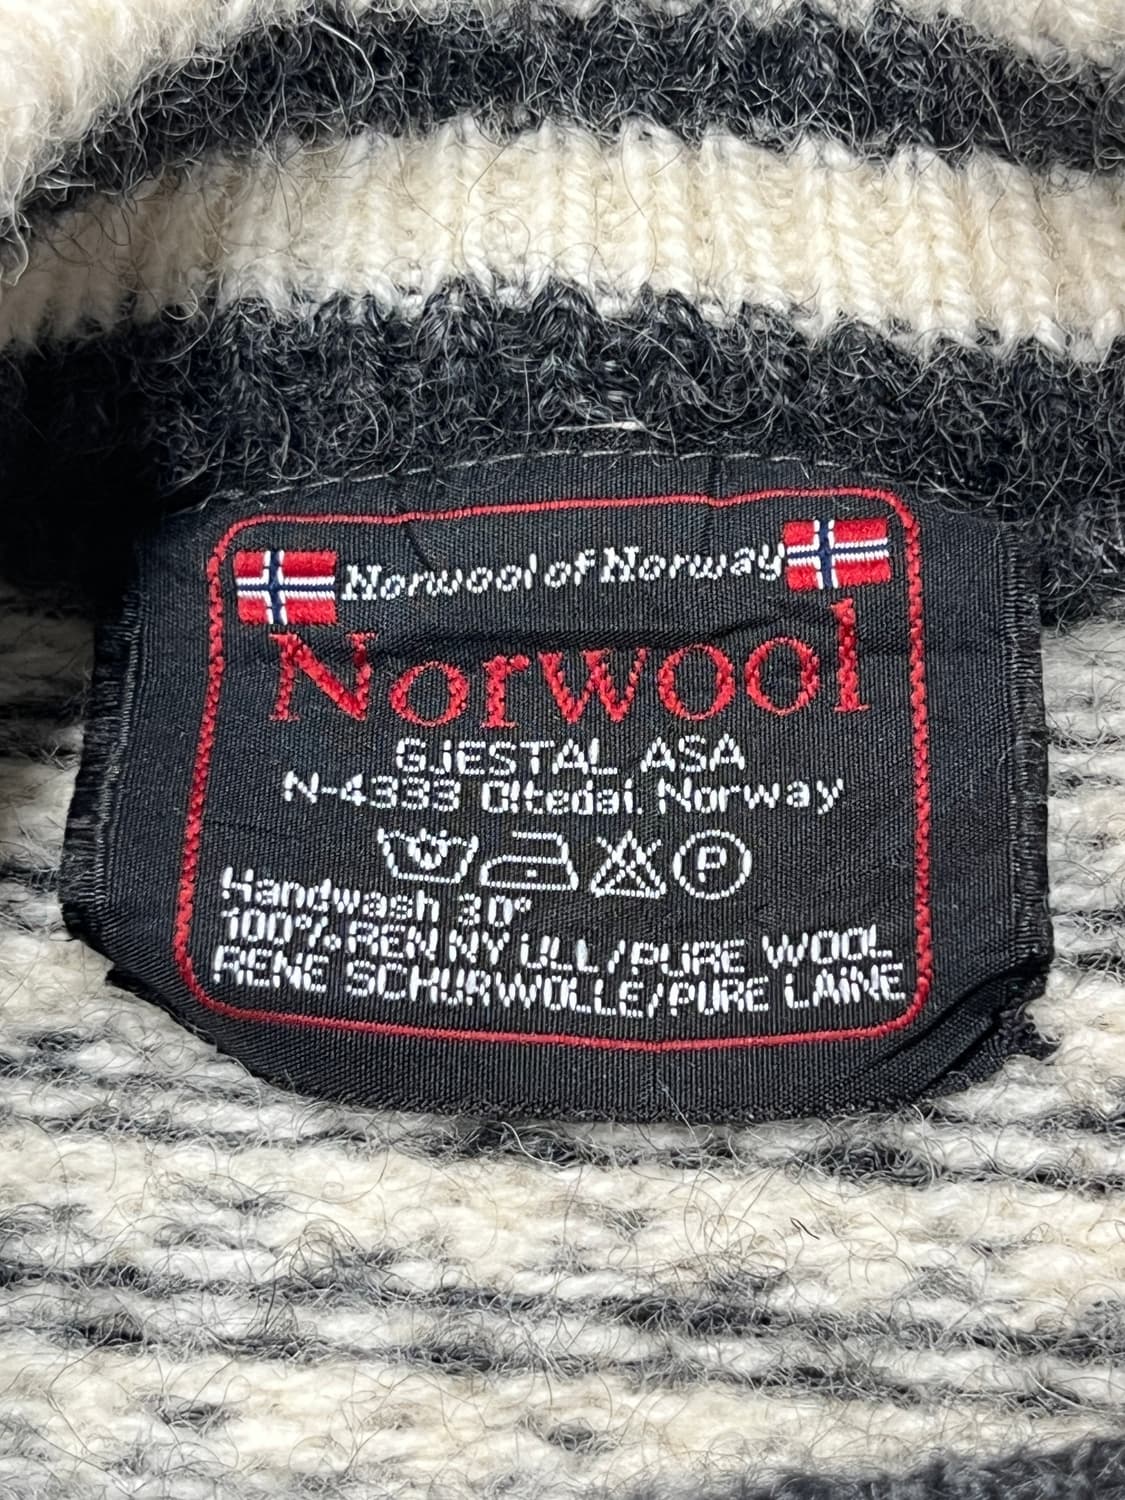 Norwool of Norway
Norwool
GJESTAL ASA
N-4333 Oltedal, Norway
P
Handwash 30°
100% REN NY ULL/PURE WOOL
RENE SCHURWOLLE/PURE LAINE